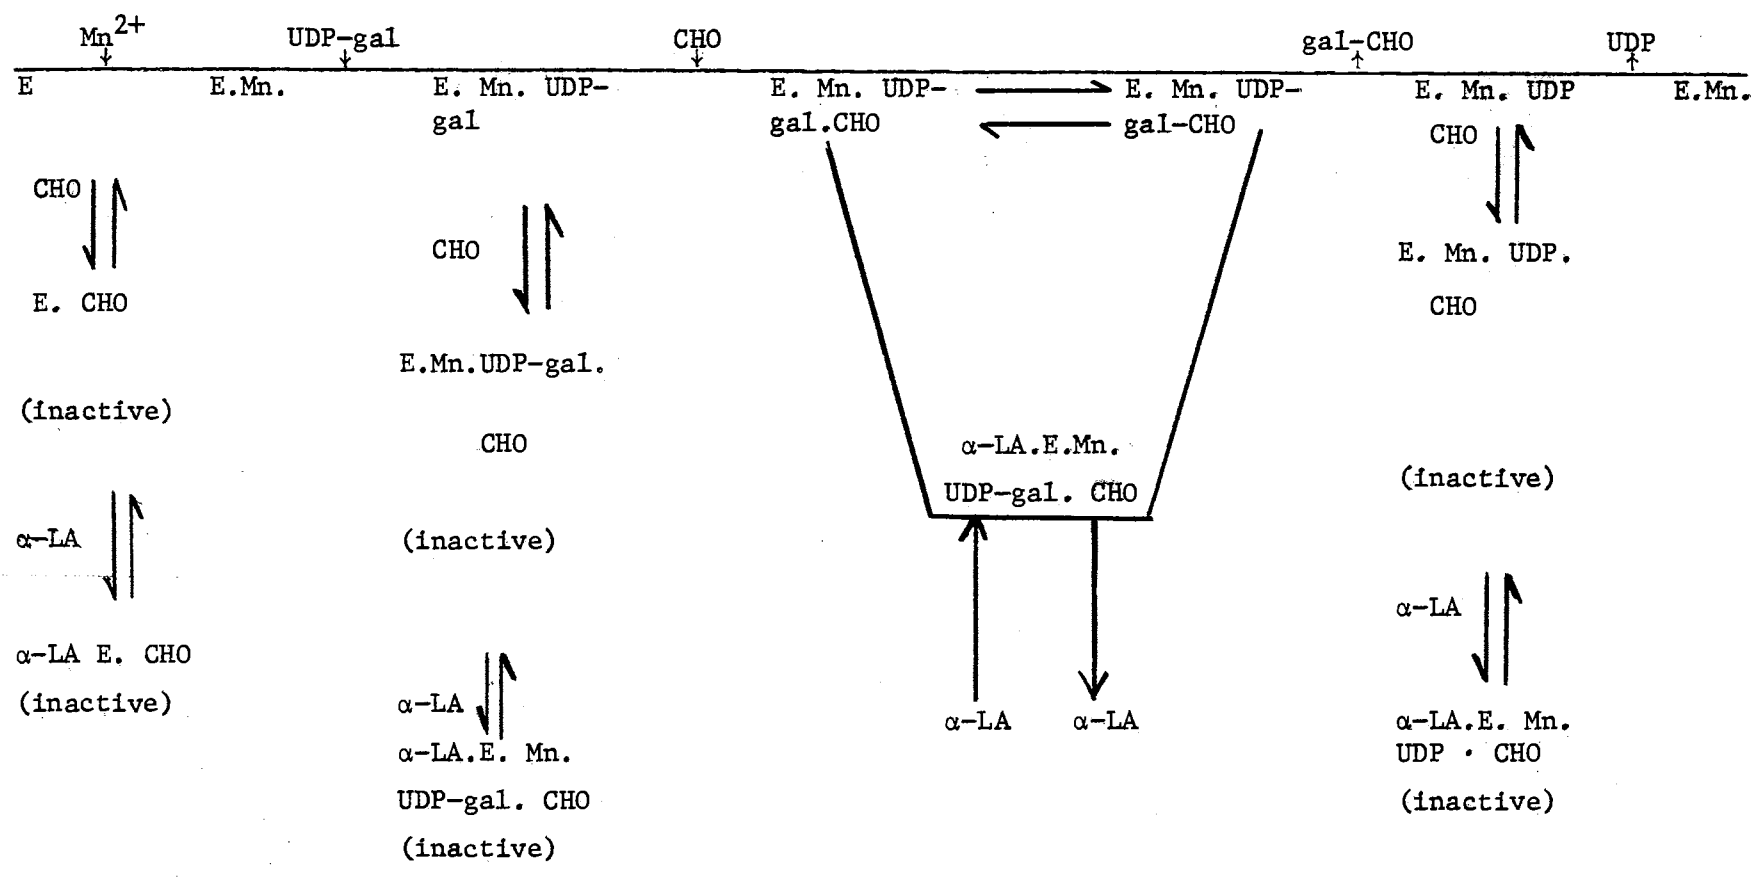 Mn2+ UDP-gal CHO gal-CHO UDP
E E.Mn. E. Mn. UDP- E. Mn. UDP- E. Mn. UDP- E. Mn. UDP E.Mn.
gal gal.CHO gal-CHO
CHO
CHO
CHO
E. Mn. UDP.
E. CHO
CHO
E.Mn.UDP-gal.
(inactive)
CHO
α-LA.E.Mn.
(inactive)
UDP-gal. CHO
α-LA
(inactive)
α-LA
α-LA E. CHO
(inactive)
α-LA
α-LA α-LA
α-LA.E. Mn.
α-LA.E. Mn.
UDP · CHO
UDP-gal. CHO
(inactive)
(inactive)